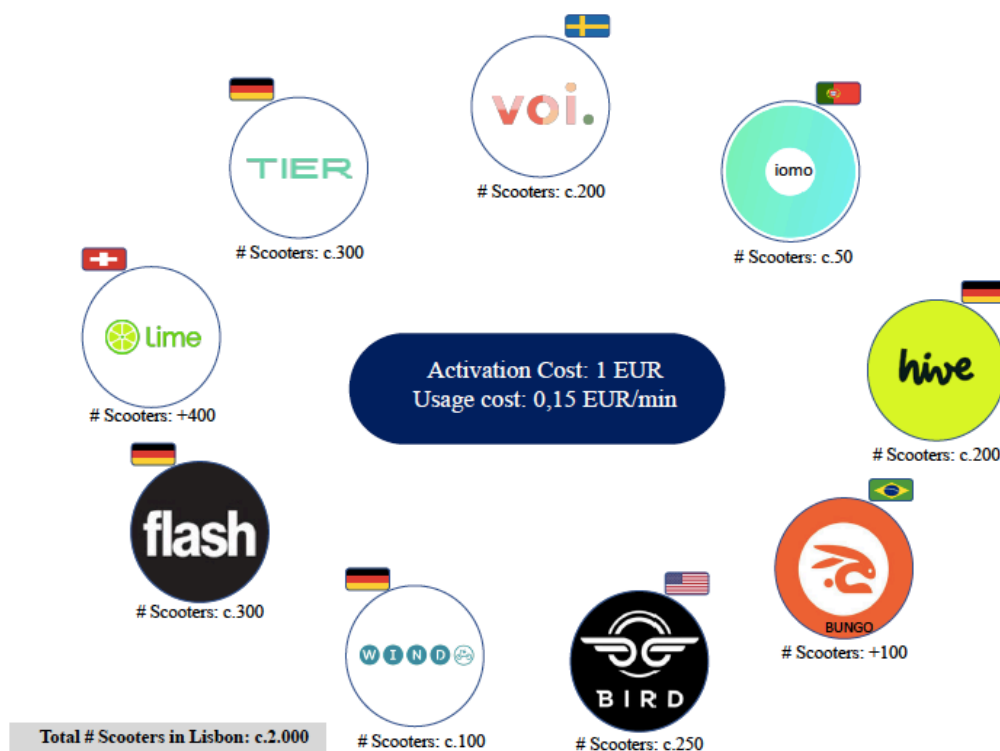 voi.
# Scooters: c.200
TIER
# Scooters: c.300
iomo
# Scooters: c.50
Lime
# Scooters: +400
Activation Cost: 1 EUR
Usage cost: 0,15 EUR/min
hive
# Scooters: c.200
flash
# Scooters: c.300
BUNGO
# Scooters: +100
WIND
# Scooters: c.100
BIRD
# Scooters: c.250
Total # Scooters in Lisbon: c.2.000